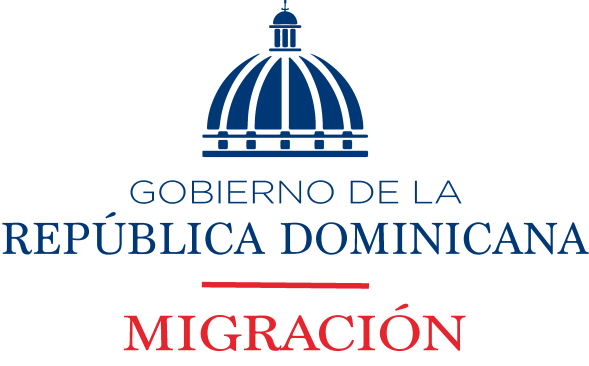 GOBIERNO DE LA
REPÚBLICA DOMINICANA
MIGRACIÓN